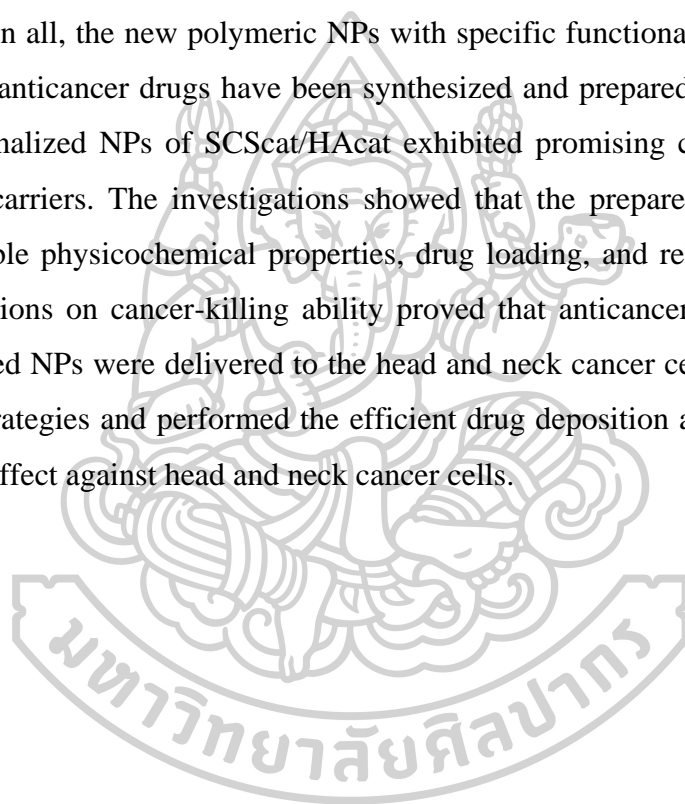 n all, the new polymeric NPs with specific functiona
anticancer drugs have been synthesized and prepared
nalized NPs of SCScat/HAcat exhibited promising c
carriers. The investigations showed that the prepare
ble physicochemical properties, drug loading, and re
ions on cancer-killing ability proved that anticancer
ed NPs were delivered to the head and neck cancer ce
rategies and performed the efficient drug deposition a
ffect against head and neck cancer cells.
มหาวิทยาลัยศิลปากร